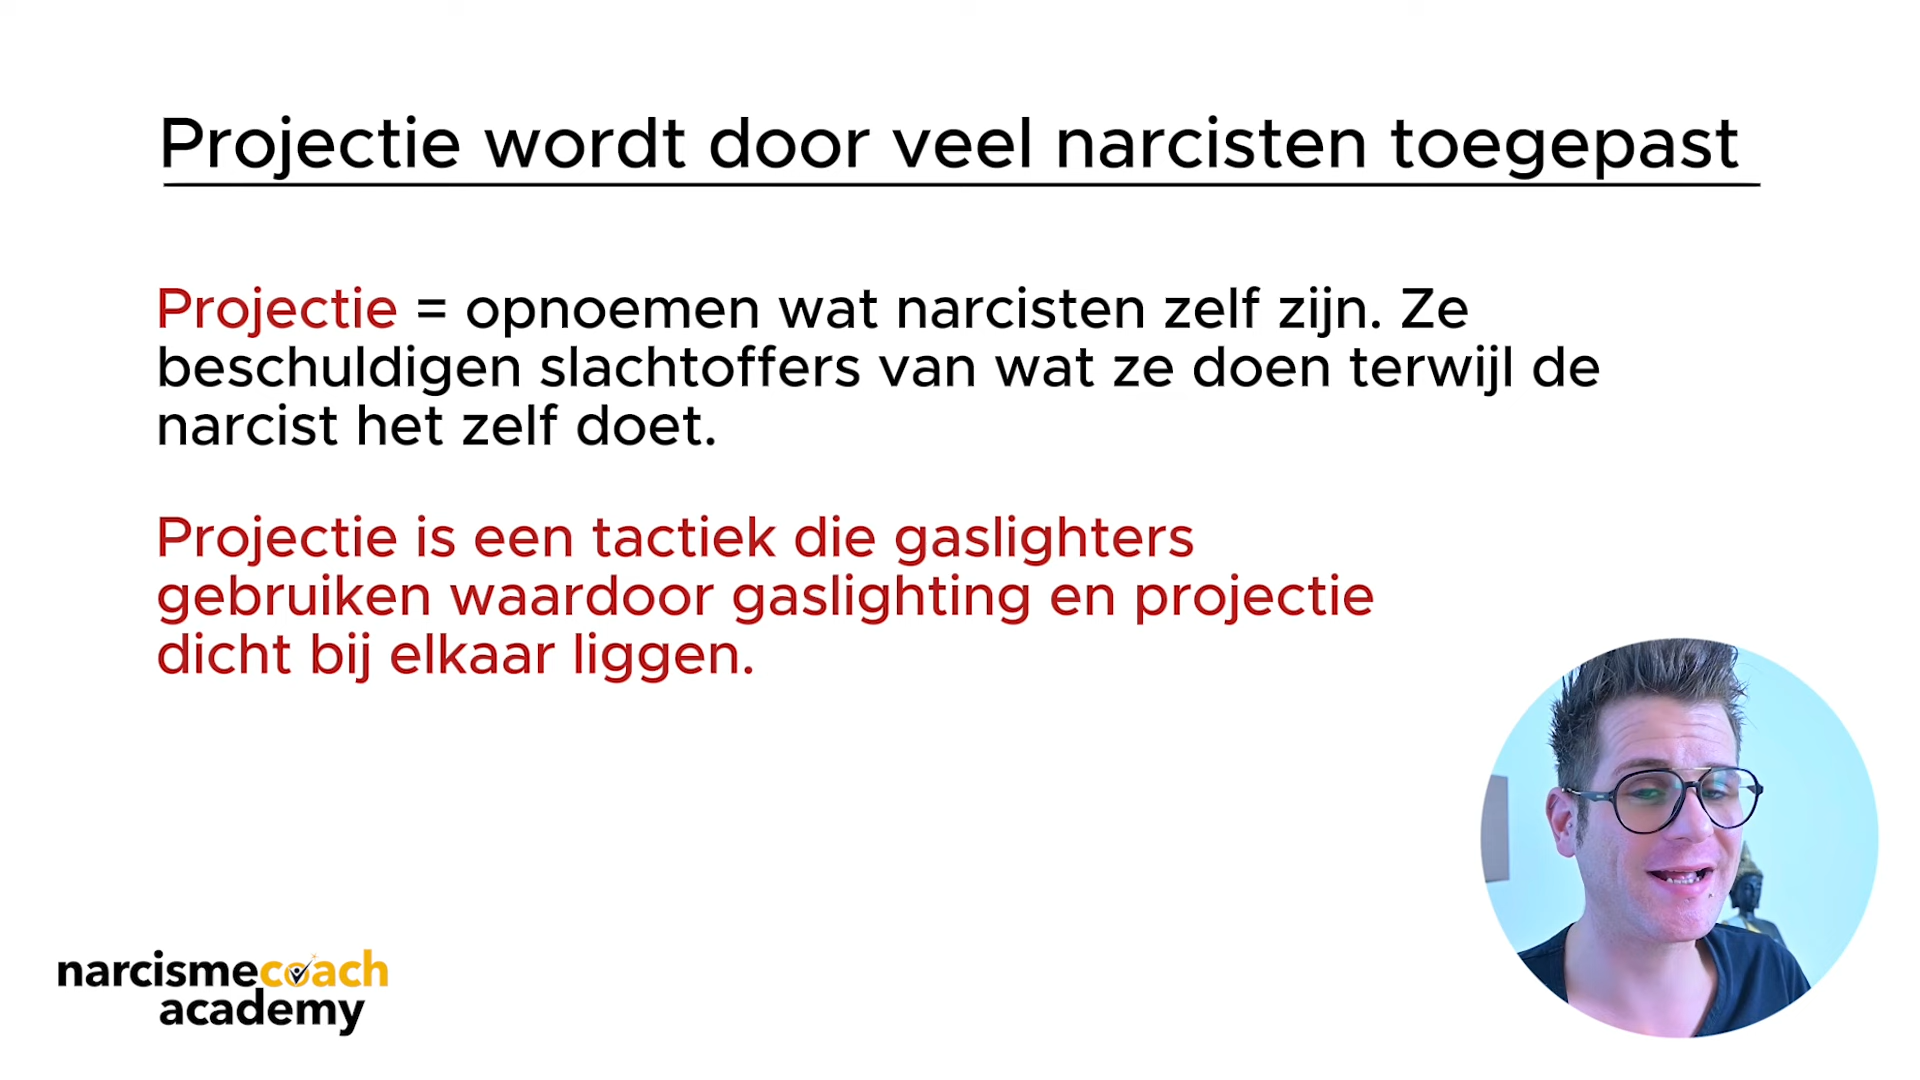 Projectie wordt door veel narcisten toegepast
Projectie = opnoemen wat narcisten zelf zijn. Ze
beschuldigen slachtoffers van wat ze doen terwijl de
narcist het zelf doet.
Projectie is een tactiek die gaslighters
gebruiken waardoor gaslighting en projectie
dicht bij elkaar liggen.
narcismecoach
academy